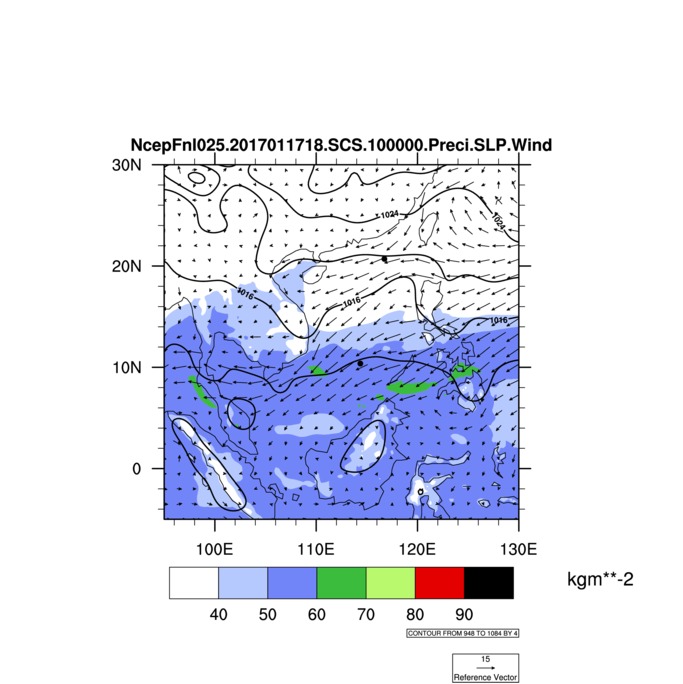 NcepFnl025.2017011718.SCS.100000.Preci.SLP.Wind
30N
1024
1024
20N
1016
1016
1016
10N
0
100E
110E
120E
130E
kgm**-2
40
50
60
70
80
90
CONTOUR FROM 948 TO 1084 BY 4
15
Reference Vector